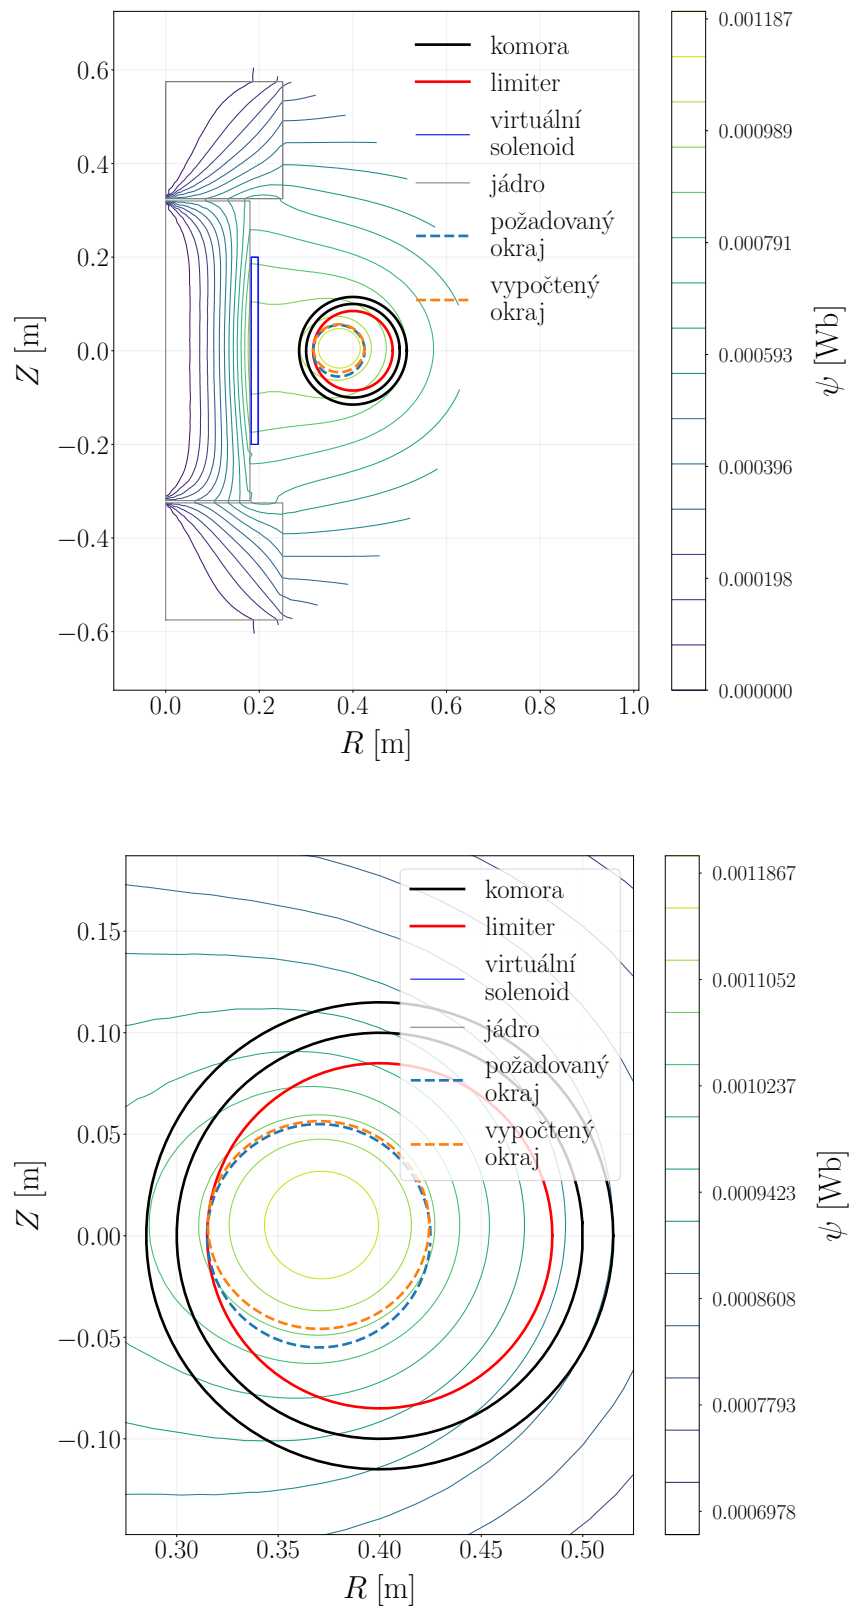 komora
limiter
virtuální
solenoid
jádro
požadovaný
okraj
vypočtený
okraj
0.6
0.4
0.2
0.0
−0.2
−0.4
−0.6
Z [m]
0.0 0.2 0.4 0.6 0.8 1.0
R [m]
0.001187
0.000989
0.000791
0.000593
0.000396
0.000198
0.000000
ψ [Wb]
komora
limiter
virtuální
solenoid
jádro
požadovaný
okraj
vypočtený
okraj
0.15
0.10
0.05
0.00
−0.05
−0.10
Z [m]
0.30 0.35 0.40 0.45 0.50
R [m]
0.0011867
0.0011052
0.0010237
0.0009423
0.0008608
0.0007793
0.0006978
ψ [Wb]